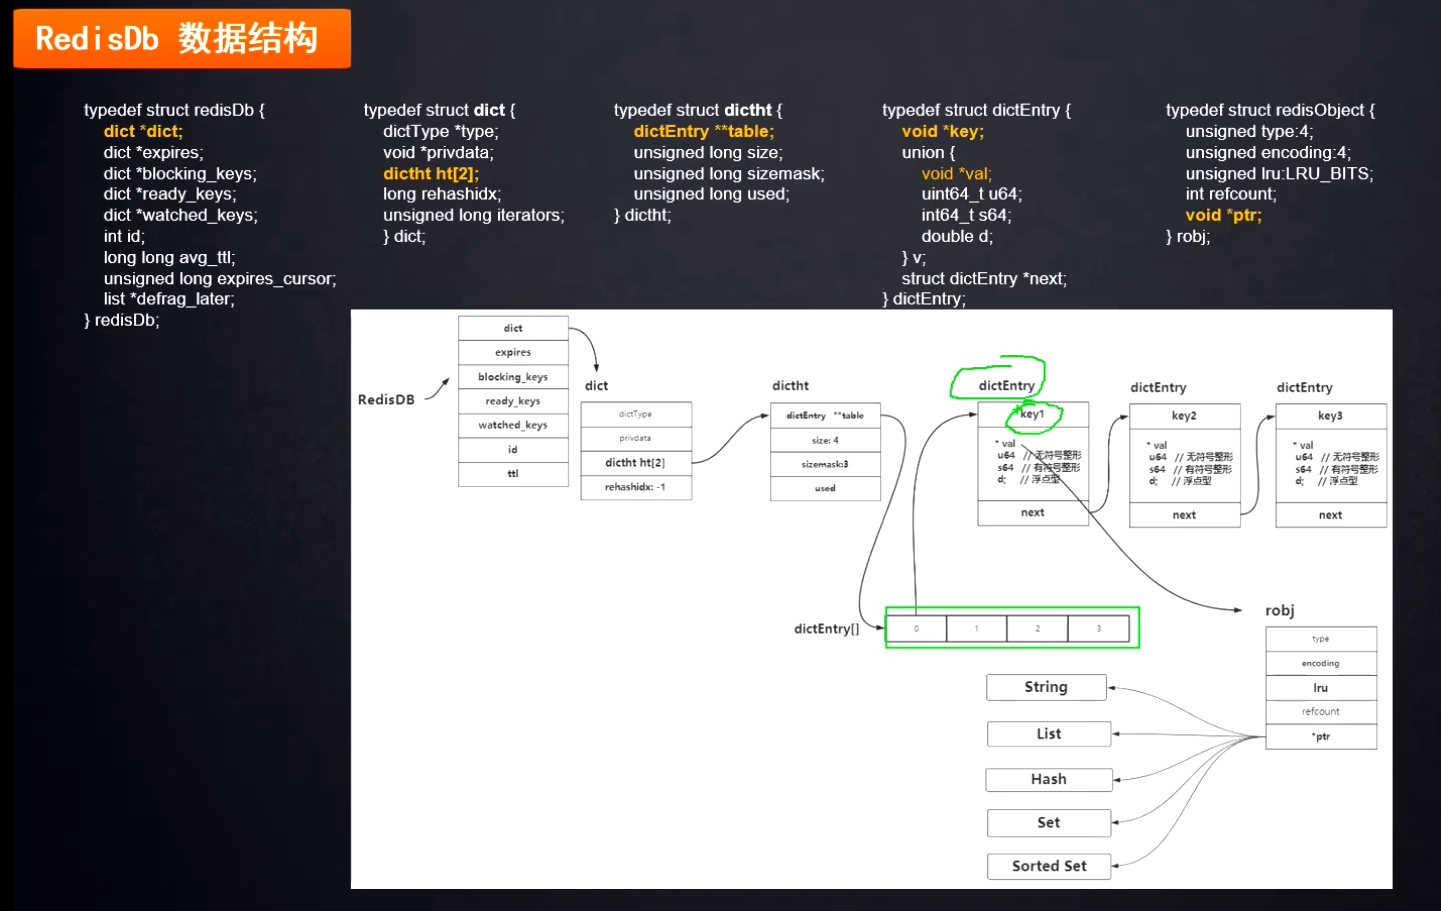 RedisDb 数据结构
typedef struct redisDb {
dict *dict;
dict *expires;
dict *blocking_keys;
dict *ready_keys;
dict *watched_keys;
int id;
long long avg_ttl;
unsigned long expires_cursor;
list *defrag_later;
} redisDb;
typedef struct dict {
dictType *type;
void *privdata;
dictht ht[2];
long rehashidx;
unsigned long iterators;
} dict;
typedef struct dictht {
dictEntry **table;
unsigned long size;
unsigned long sizemask;
unsigned long used;
} dictht;
typedef struct dictEntry {
void *key;
union {
void *val;
uint64_t u64;
int64_t s64;
double d;
} v;
struct dictEntry *next;
} dictEntry;
typedef struct redisObject {
unsigned type:4;
unsigned encoding:4;
unsigned lru:LRU_BITS;
int refcount;
void *ptr;
} robj;
RedisDB
dict
expires
blocking_keys
ready_keys
watched_keys
id
ttl
dict
dictType
privdata
dictht ht[2]
rehashidx: -1
dictht
dictEntry **table
size: 4
sizemask:3
used
dictEntry
key1
* val
u64 // 无符号整形
s64 // 有符号整形
d; // 浮点型
next
dictEntry
key2
* val
u64 // 无符号整形
s64 // 有符号整形
d; // 浮点型
next
dictEntry
key3
* val
u64 // 无符号整形
s64 // 有符号整形
d; // 浮点型
next
dictEntry[]
0 1 2 3
robj
type
encoding
lru
refcount
*ptr
String
List
Hash
Set
Sorted Set